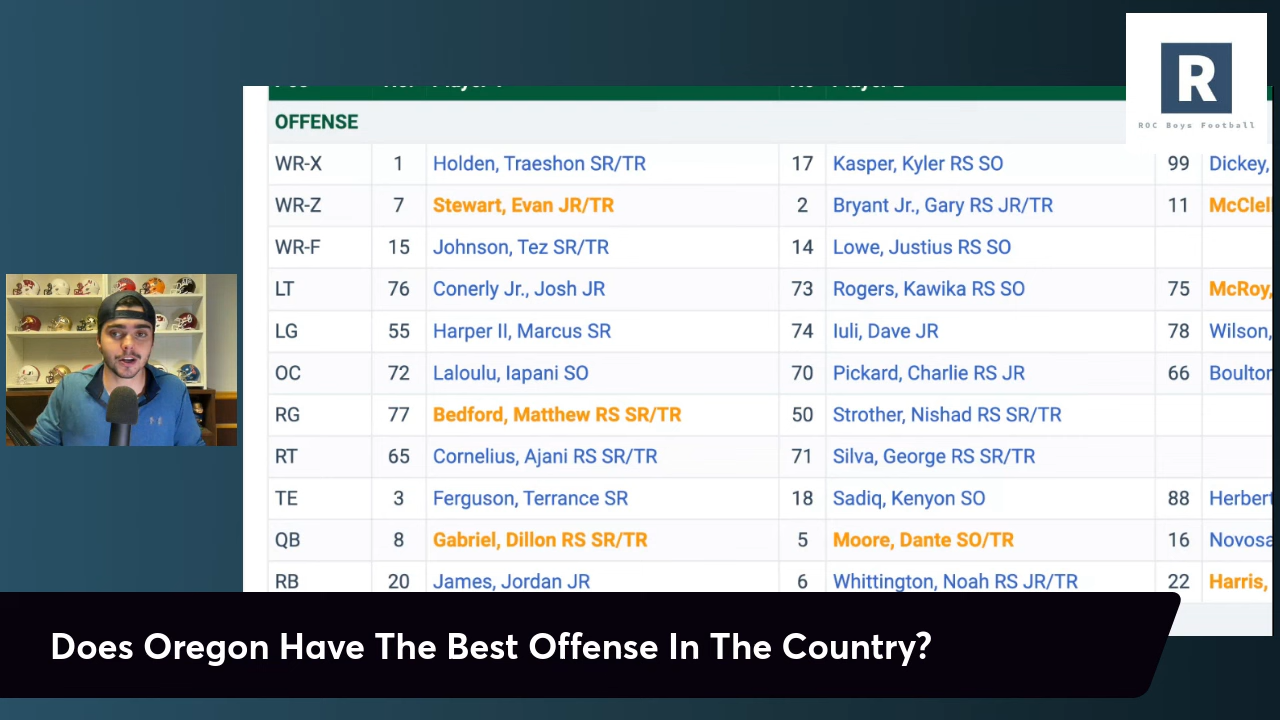 R
ROC Boys Football
OFFENSE
WR-X 1 Holden, Traeshon SR/TR 17 Kasper, Kyler RS SO 99 Dickey,
WR-Z 7 Stewart, Evan JR/TR 2 Bryant Jr., Gary RS JR/TR 11 McClel
WR-F 15 Johnson, Tez SR/TR 14 Lowe, Justius RS SO
LT 76 Conerly Jr., Josh JR 73 Rogers, Kawika RS SO 75 McRoy,
LG 55 Harper II, Marcus SR 74 Iuli, Dave JR 78 Wilson,
OC 72 Laloulu, Iapani SO 70 Pickard, Charlie RS JR 66 Boulton
RG 77 Bedford, Matthew RS SR/TR 50 Strother, Nishad RS SR/TR
RT 65 Cornelius, Ajani RS SR/TR 71 Silva, George RS SR/TR
TE 3 Ferguson, Terrance SR 18 Sadiq, Kenyon SO 88 Herbert
QB 8 Gabriel, Dillon RS SR/TR 5 Moore, Dante SO/TR 16 Novosa
RB 20 James, Jordan JR 6 Whittington, Noah RS JR/TR 22 Harris,
Does Oregon Have The Best Offense In The Country?